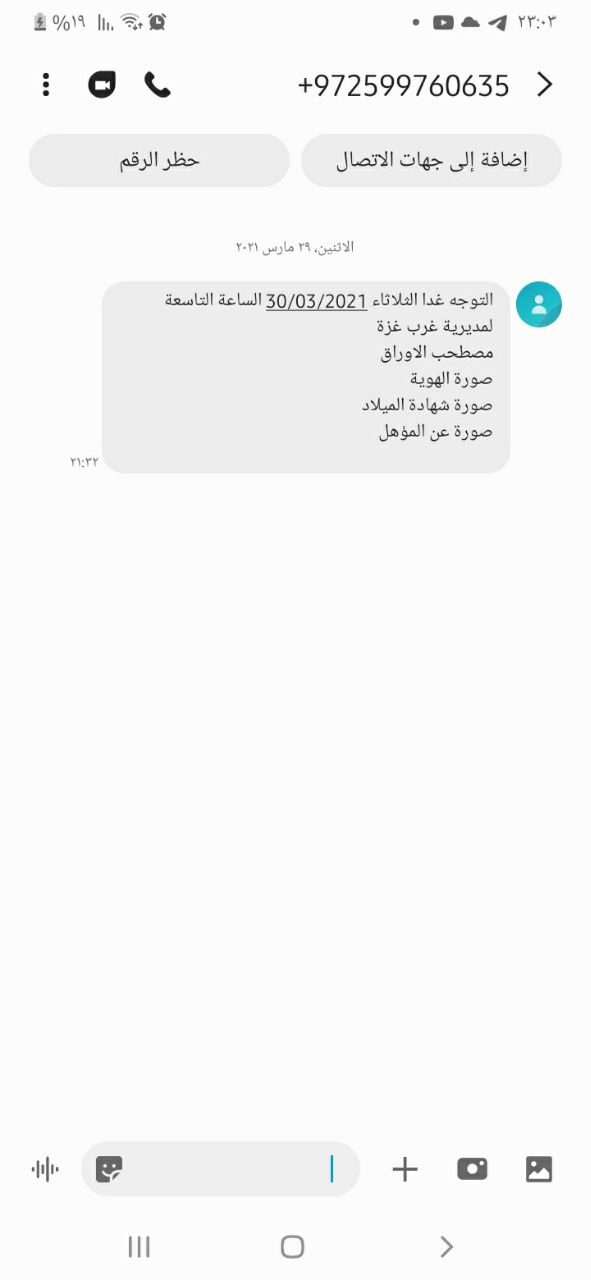 ٢٣:٠٣
%١٩
+972599760635
إضافة إلى جهات الاتصال
حظر الرقم
الاثنين، ٢٩ مارس ٢٠٢١
التوجه غدا الثلاثاء 30/03/2021 الساعة التاسعة
لمديرية غرب غزة
مصطحب الاوراق
صورة الهوية
صورة شهادة الميلاد
صورة عن المؤهل
٢١:٣٢